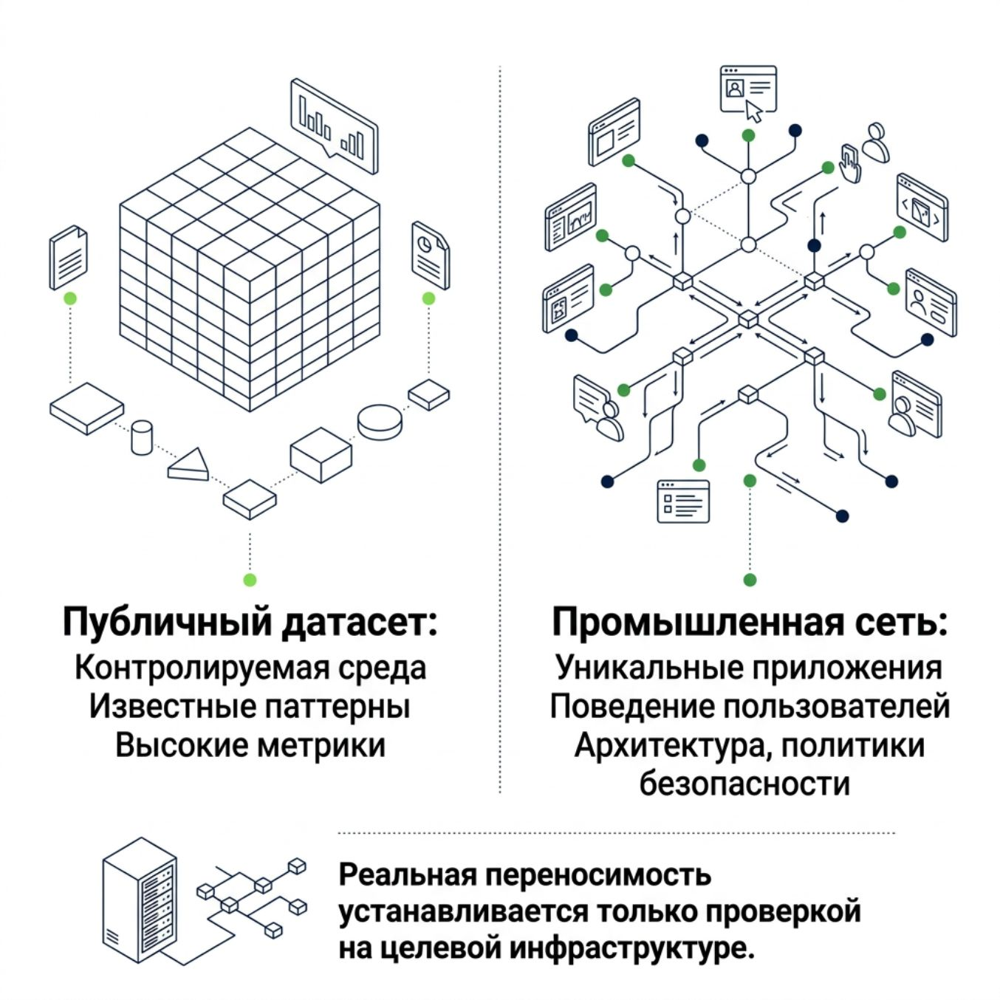 Публичный датасет:
Контролируемая среда
Известные паттерны
Высокие метрики
Промышленная сеть:
Уникальные приложения
Поведение пользователей
Архитектура, политики
безопасности
Реальная переносимость
устанавливается только проверкой
на целевой инфраструктуре.